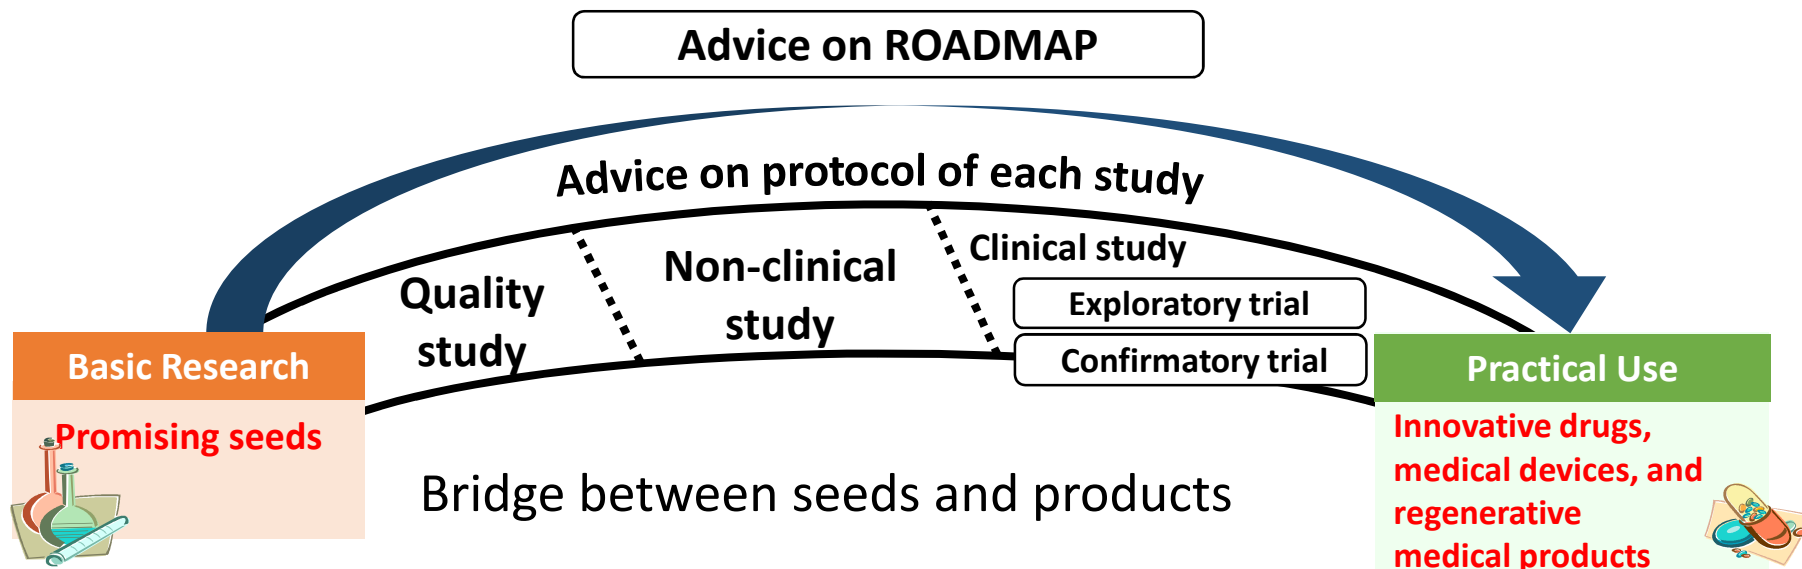 Advice on ROADMAP
Advice on protocol of each study
Quality
study
Non-clinical
study
Clinical study
Exploratory trial
Confirmatory trial
Basic Research
Promising seeds
Practical Use
Innovative drugs,
medical devices, and
regenerative
medical products
Bridge between seeds and products